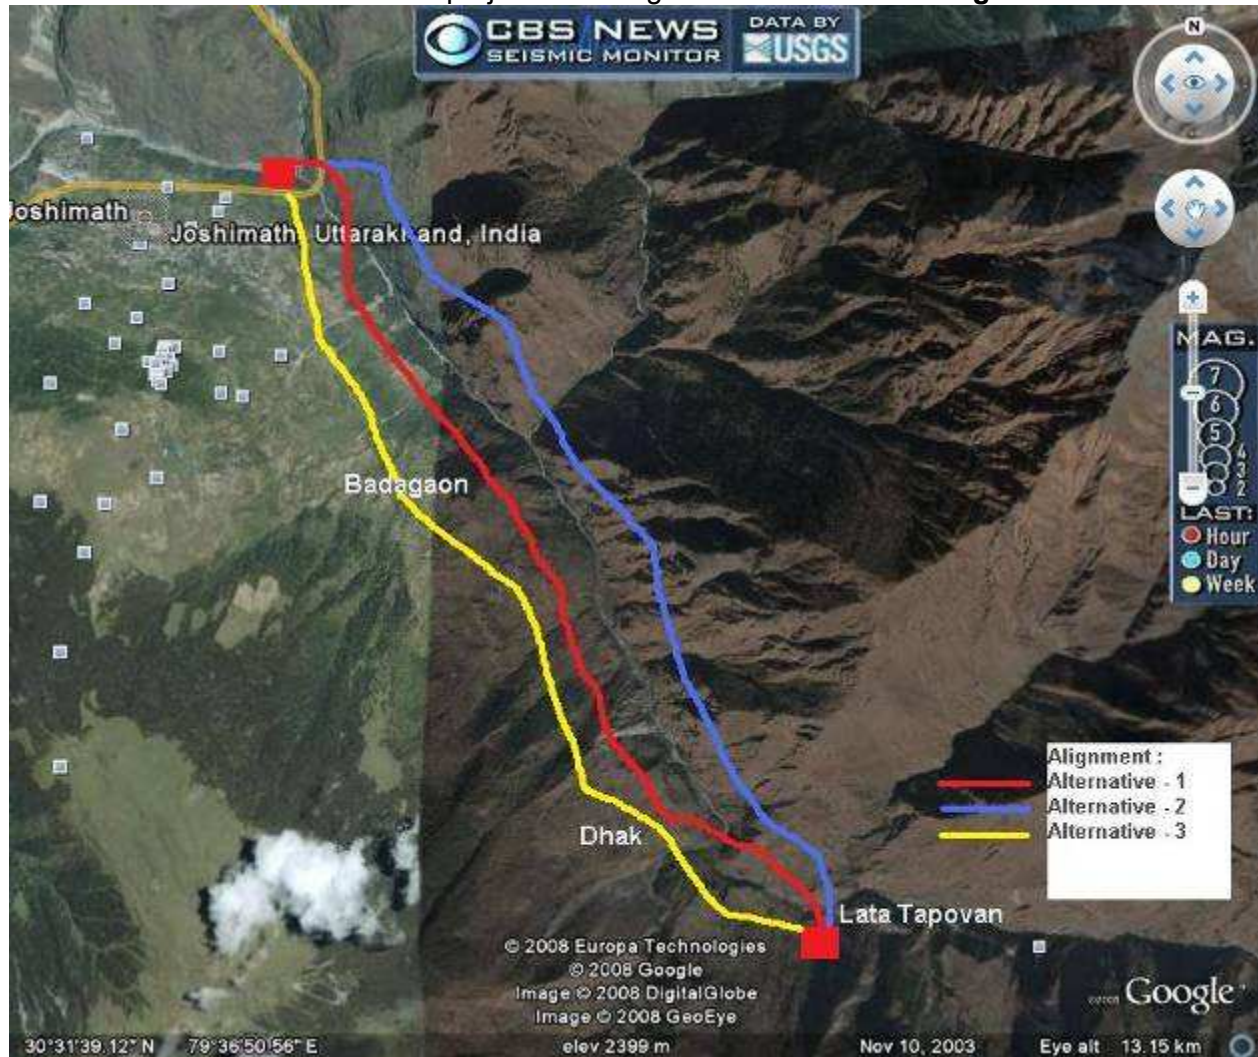 CBS NEWS
SEISMIC MONITOR
DATA BY
USGS
N
Joshimath
Joshimath, Uttarakhand, India
MAG.
7
6
5
4
3
2
LAST:
Hour
Day
Week
Badagaon
Alignment :
Alternative - 1
Alternative - 2
Alternative - 3
Dhak
Lata Tapovan
© 2008 Europa Technologies
© 2008 Google
Image © 2008 DigitalGlobe
Image © 2008 GeoEye
Google
30°31'39.12" N 79°36'50.56" E elev 2399 m Nov 10, 2003 Eye alt 13.15 km